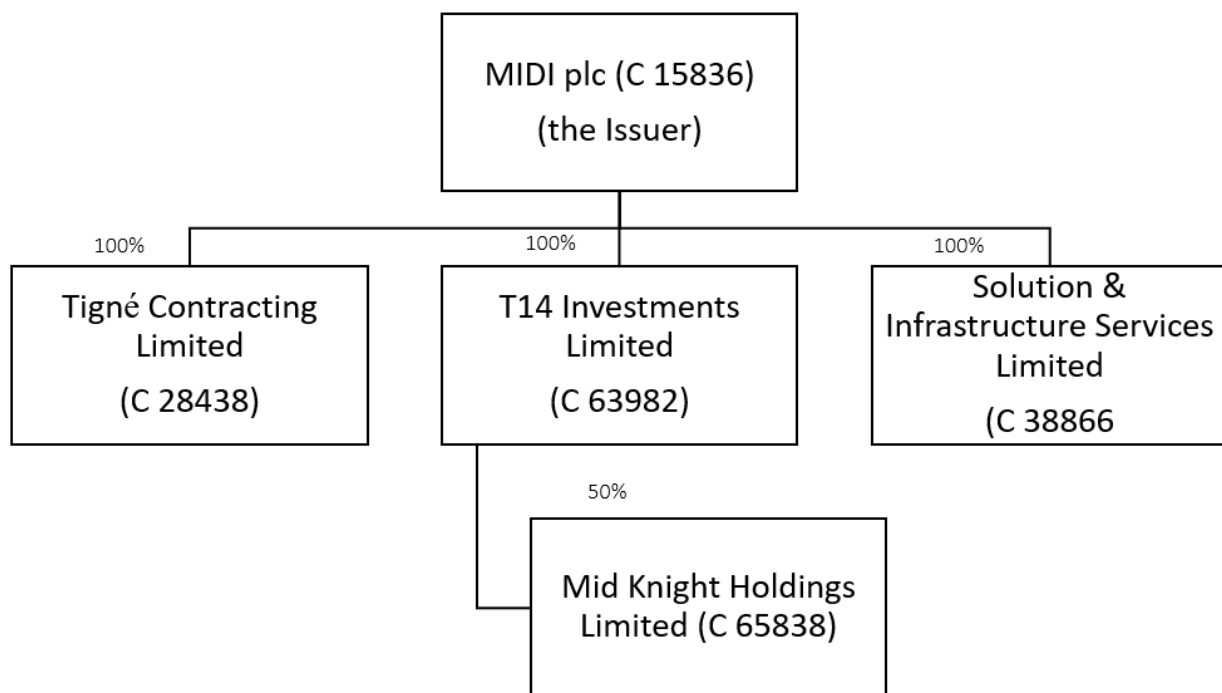 MIDI plc (C 15836)
(the Issuer)
100%
100%
100%
Tigné Contracting
Limited
(C 28438)
T14 Investments
Limited
(C 63982)
Solution &
Infrastructure Services
Limited
(C 38866
50%
Mid Knight Holdings
Limited (C 65838)